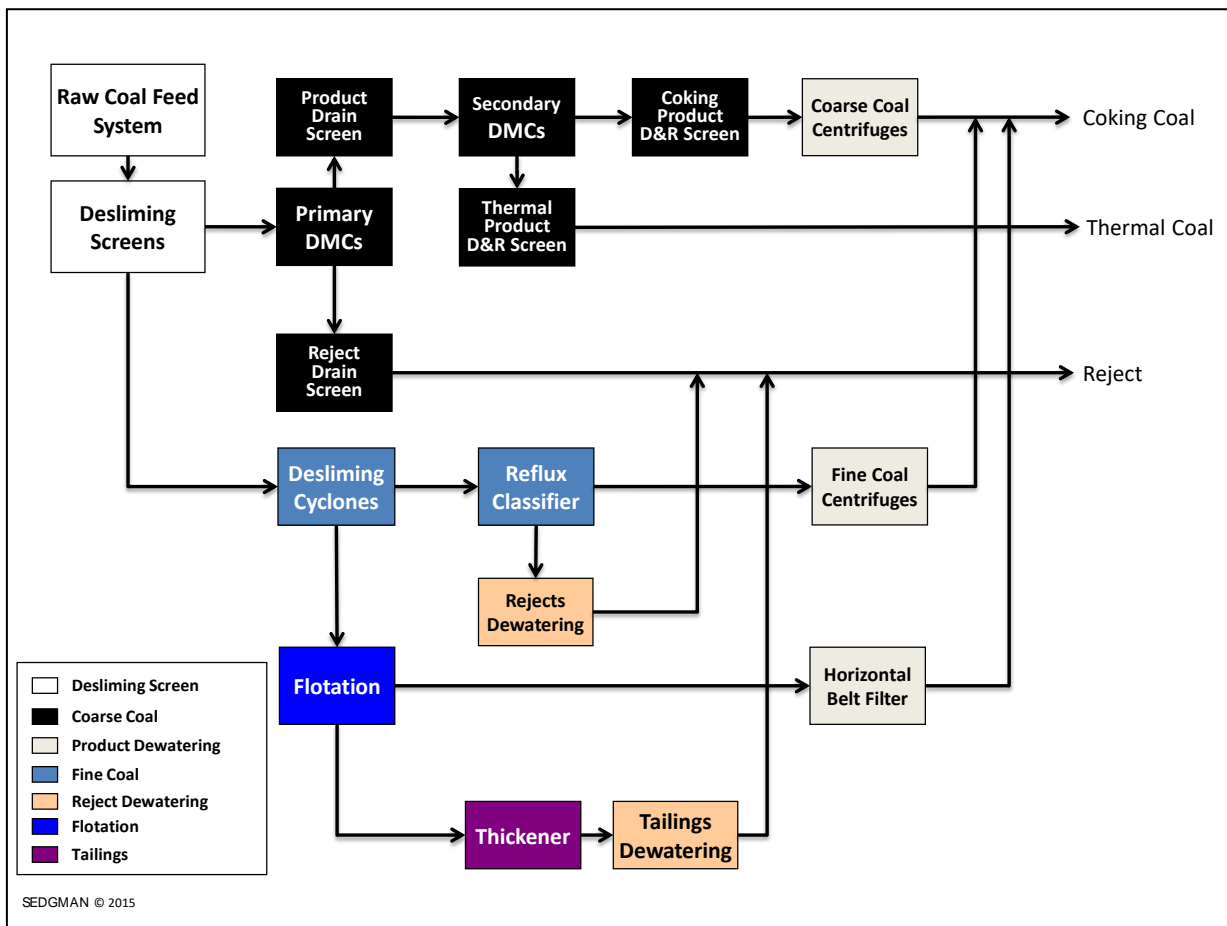 Raw Coal Feed
System
Product
Drain
Screen
Secondary
DMCs
Coking
Product
D&R Screen
Coarse Coal
Centrifuges
Coking Coal
Desliming
Screens
Primary
DMCs
Thermal
Product
D&R Screen
Thermal Coal
Reject
Drain
Screen
Reject
Desliming
Cyclones
Reflux
Classifier
Fine Coal
Centrifuges
Rejects
Dewatering
Flotation
Horizontal
Belt Filter
Thickener
Tailings
Dewatering
Desliming Screen
Coarse Coal
Product Dewatering
Fine Coal
Reject Dewatering
Flotation
Tailings
SEDGMAN © 2015